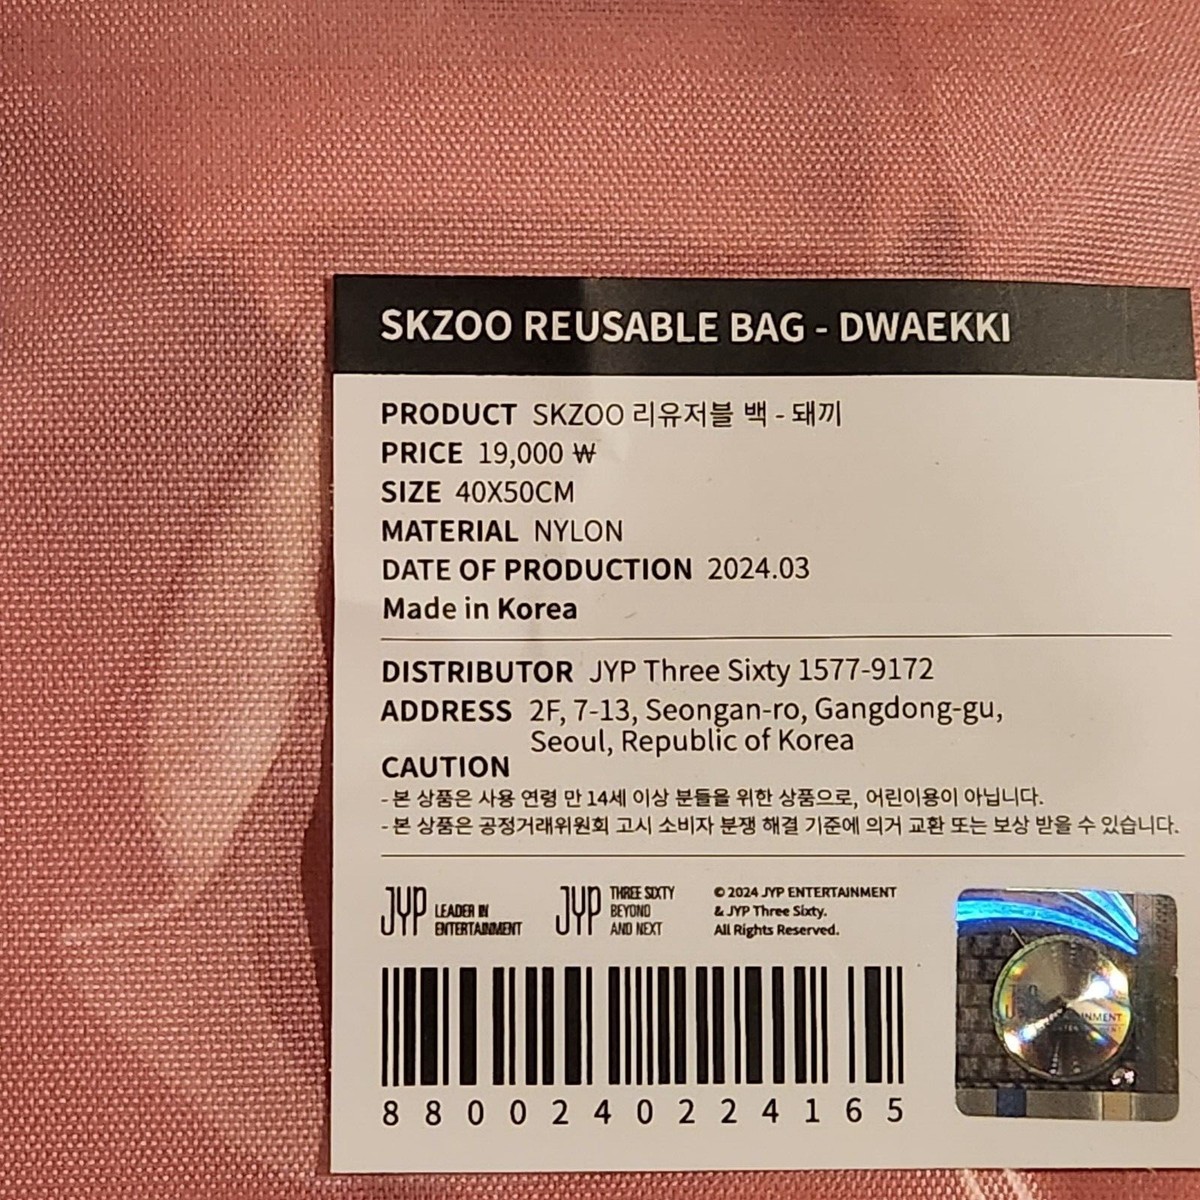 SKZOO REUSABLE BAG - DWAEKKI
PRODUCT SKZOO 리유저블 백 - 돼끼
PRICE 19,000 ₩
SIZE 40X50CM
MATERIAL NYLON
DATE OF PRODUCTION 2024.03
Made in Korea
DISTRIBUTOR JYP Three Sixty 1577-9172
ADDRESS 2F, 7-13, Seongan-ro, Gangdong-gu,
Seoul, Republic of Korea
CAUTION
- 본 상품은 사용 연령 만 14세 이상 분들을 위한 상품으로, 어린이용이 아닙니다.
- 본 상품은 공정거래위원회 고시 소비자 분쟁 해결 기준에 의거 교환 또는 보상 받을 수 있습니다.
JYP LEADER IN
ENTERTAINMENT
JYP THREE SIXTY
BEYOND
AND NEXT
© 2024 JYP ENTERTAINMENT
& JYP Three Sixty.
All Rights Reserved.
8800240224165